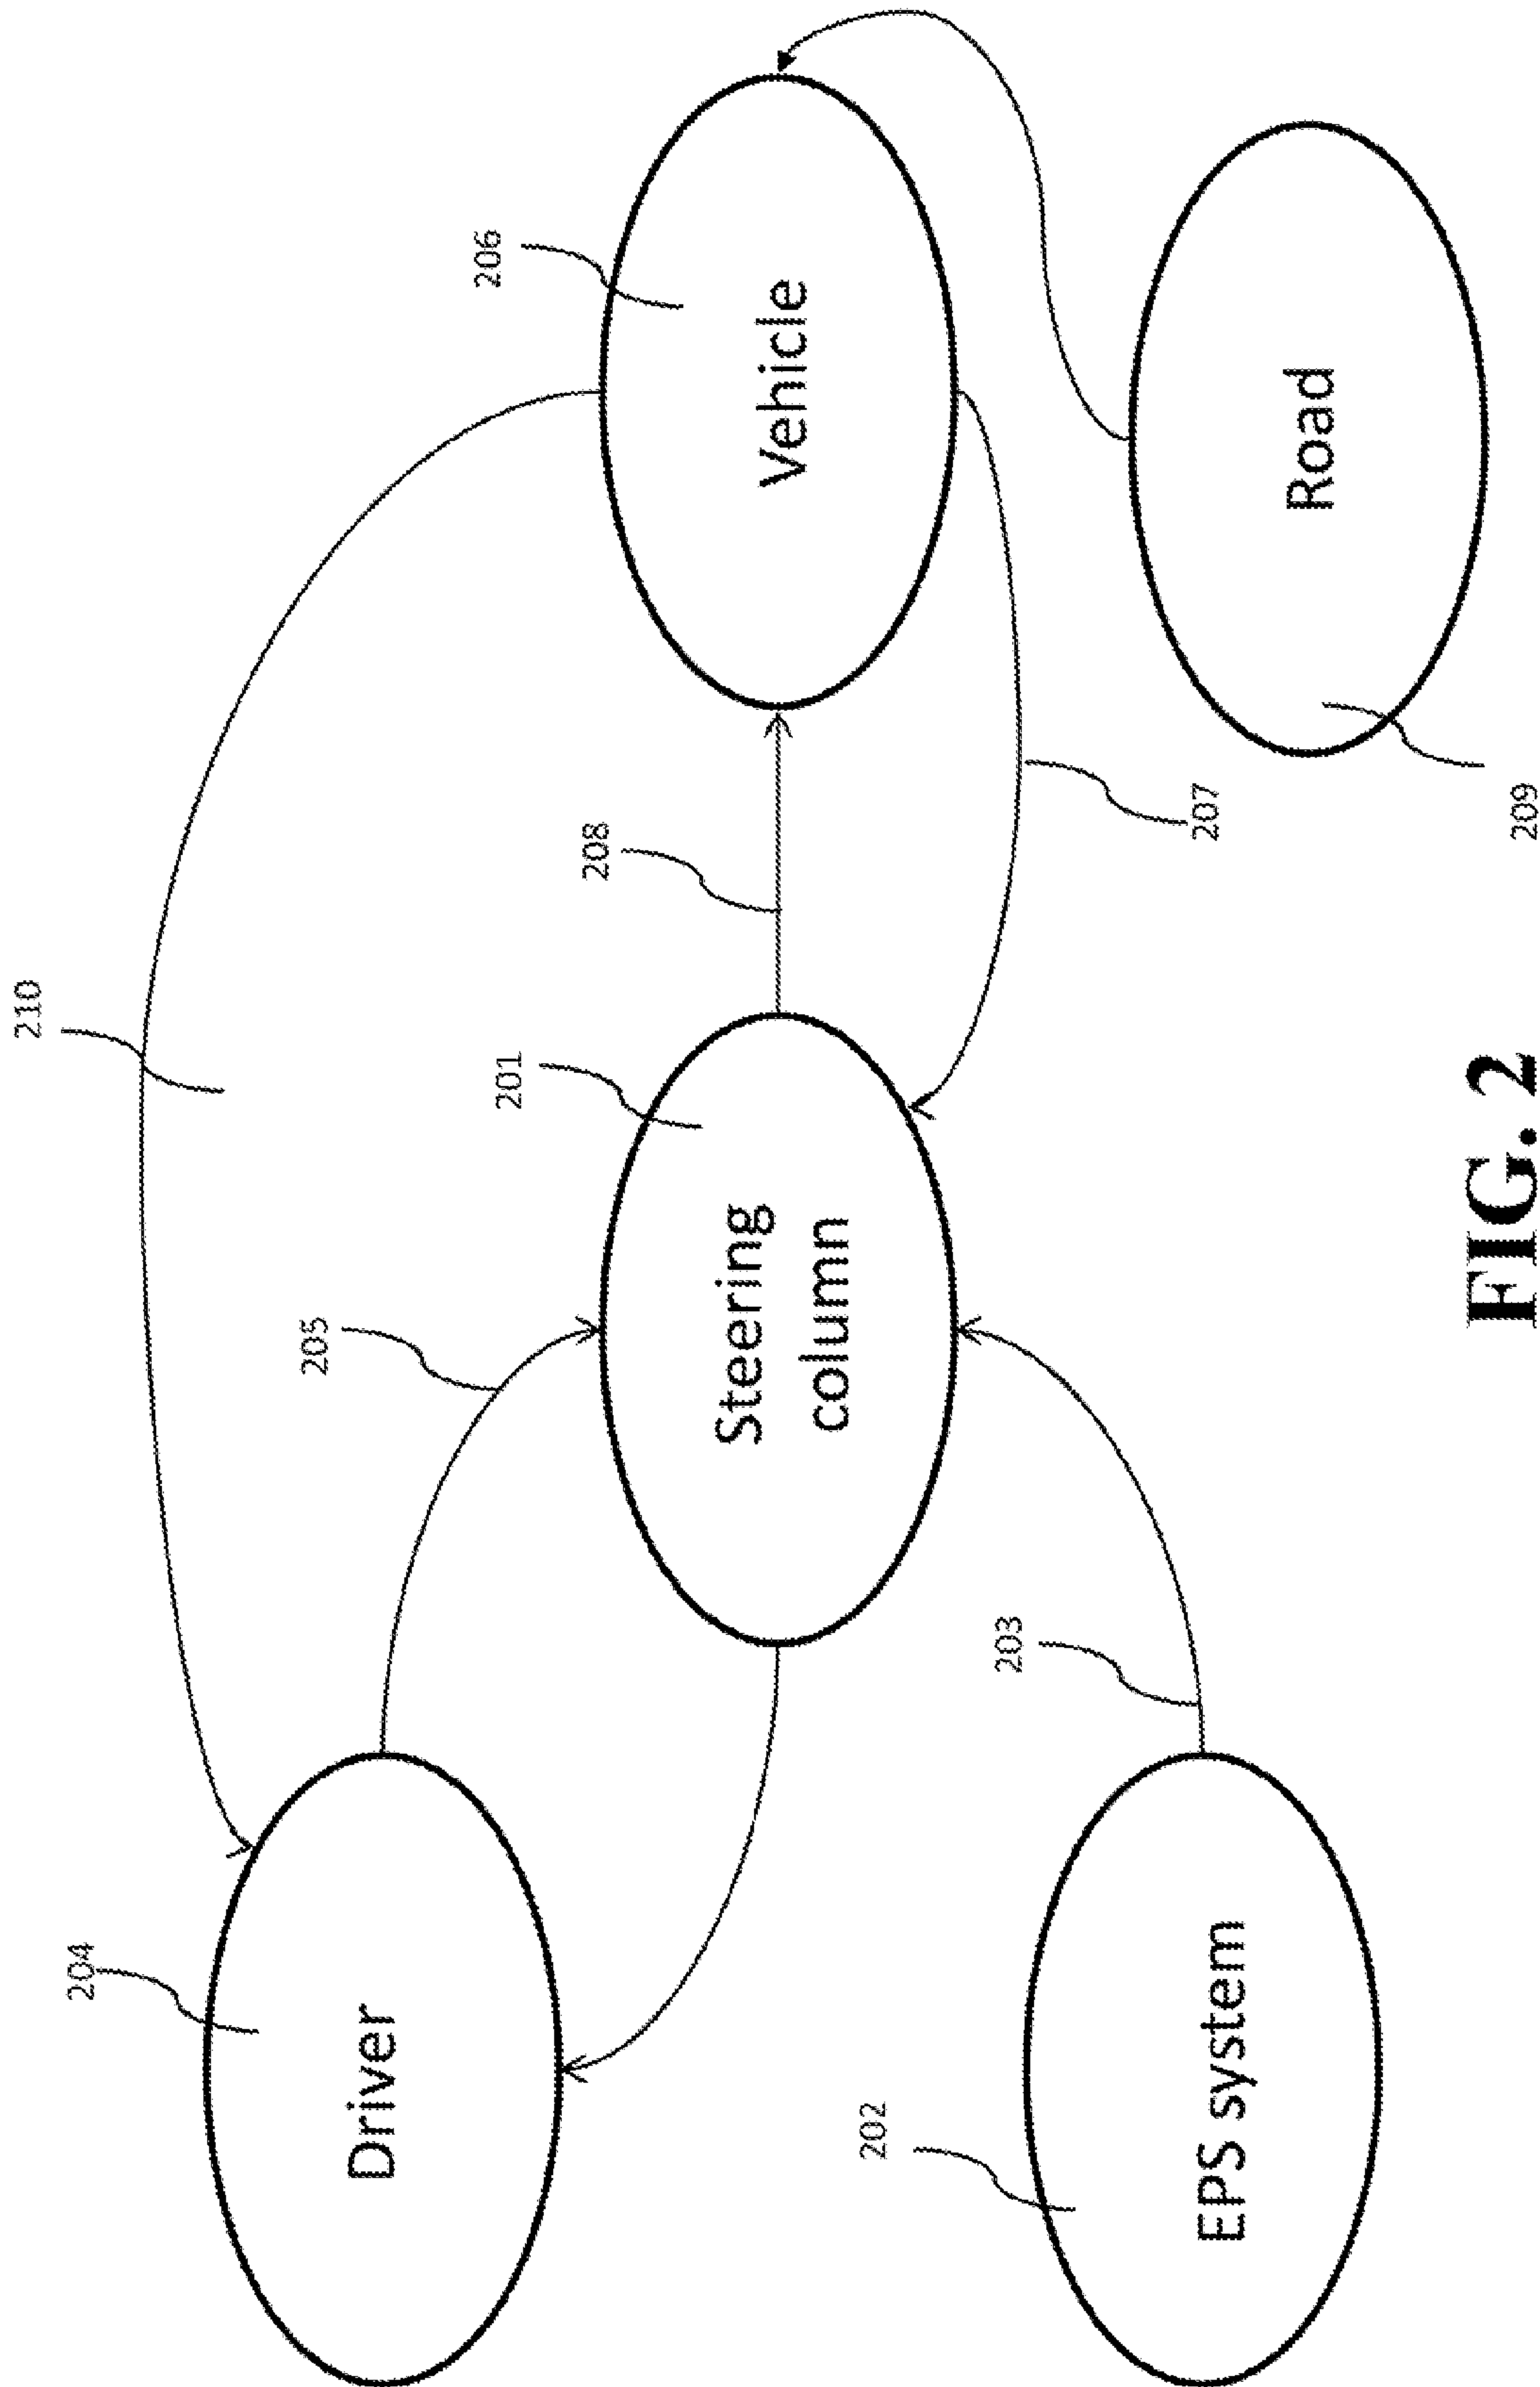 210
204
Driver
205
201
Steering
column
208
206
Vehicle
202
EPS system
203
207
209
Road
FIG. 2